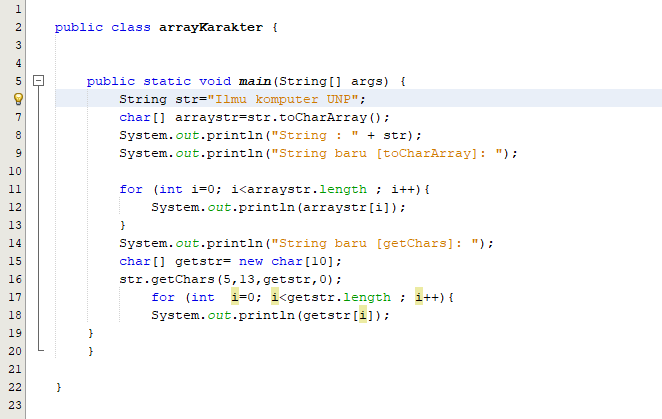 1
2 public class arrayKarakter {
3
4
5 public static void main(String[] args) {
String str="Ilmu komputer UNP";
7 char[] arraystr=str.toCharArray();
8 System.out.println("String : " + str);
9 System.out.println("String baru [toCharArray]: ");
10
11 for (int i=0; i<arraystr.length ; i++){
12 System.out.println(arraystr[i]);
13 }
14 System.out.println("String baru [getChars]: ");
15 char[] getstr= new char[10];
16 str.getChars(5,13,getstr,0);
17 for (int  i=0; i<getstr.length ; i++){
18 System.out.println(getstr[i]);
19 }
20 }
21
22 }
23